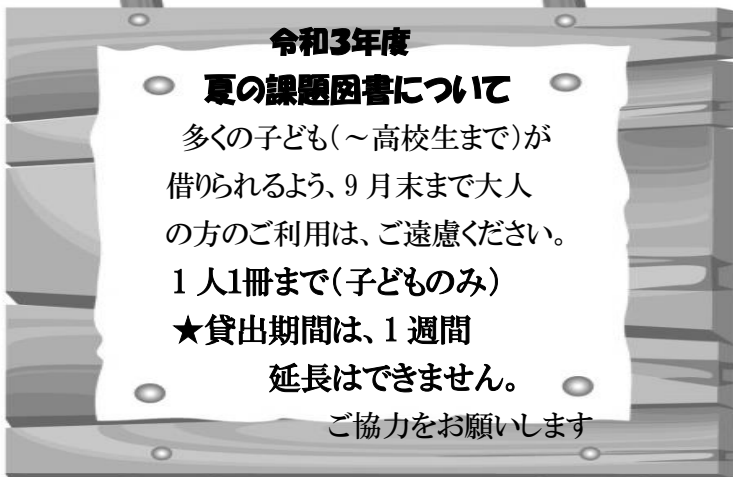 令和3年度
夏の課題図書について
多くの子ども(～高校生まで)が
借りられるよう、9月末まで大人
の方のご利用は、ご遠慮ください。
1人1冊まで(子どものみ)
★貸出期間は、1週間
延長はできません。
ご協力をお願いします